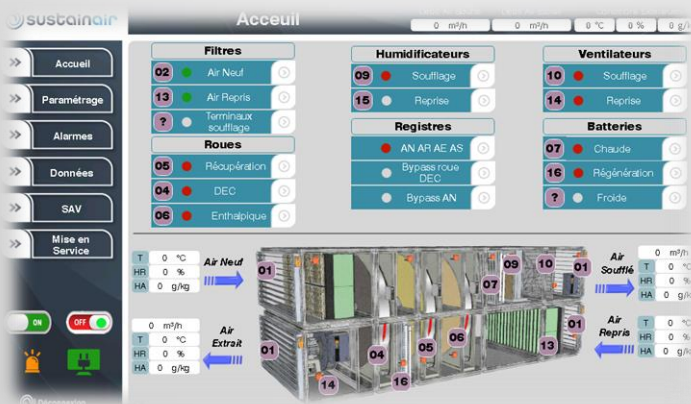 sustainair
Acceuil
0 m³/h
0 m³/h
0 °C
0 %
0 g/k
Accueil
Paramétrage
Alarmes
Données
SAV
Mise en
Service
ON
OFF
Déconnexion
Filtres
02 Air Neuf
13 Air Repris
? Terminaux
soufflage
Roues
05 Récupération
04 DEC
06 Enthalpique
Humidificateurs
09 Soufflage
15 Reprise
Registres
AN AR AE AS
Bypass roue
DEC
Bypass AN
Ventilateurs
10 Soufflage
14 Reprise
Batteries
07 Chaude
16 Régénération
? Froide
T 0 °C
HR 0 %
HA 0 g/kg
Air Neuf
0 m³/h
T 0 °C
HR 0 %
HA 0 g/kg
Air
Extrait
01
01
07
09
10
01
04
05
06
13
01
14
16
Air
Soufflé
0 m³/h
T 0 °C
HR 0 %
HA 0 g/kg
Air
Repris
T 0 °C
HR 0 %
HA 0 g/kg